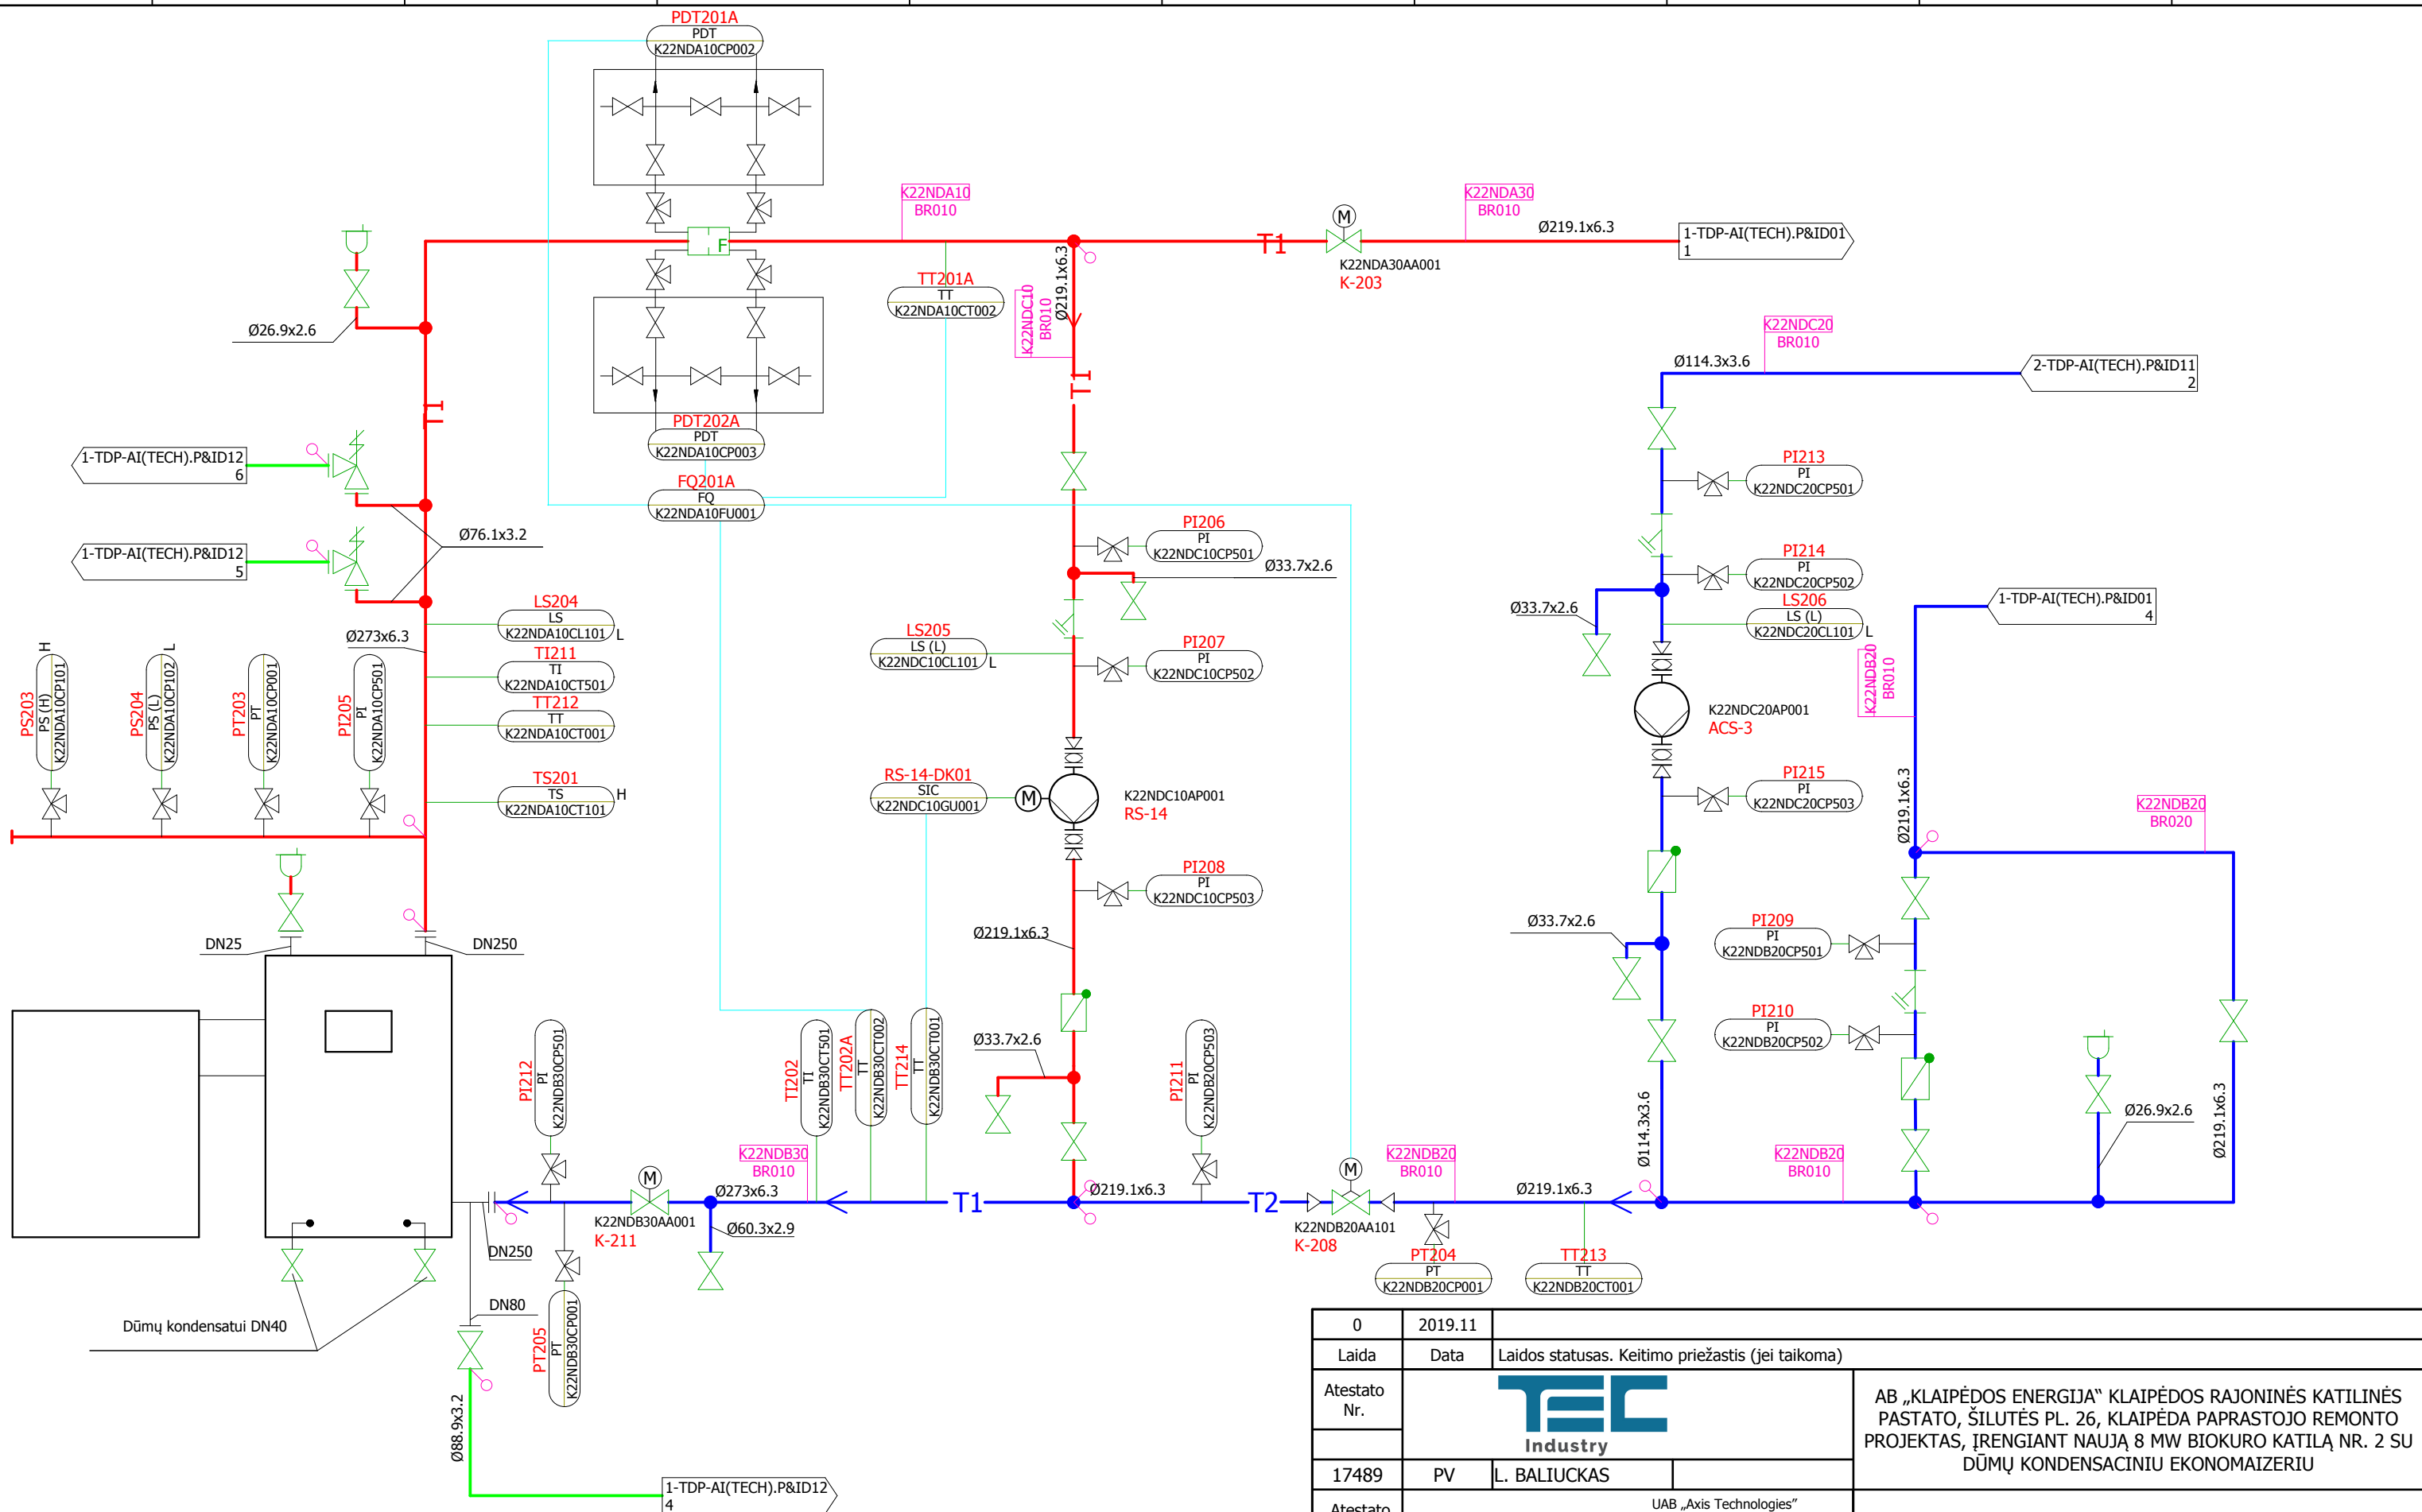 PDT201A
PDT
K22NDA10CP002
K22NDA10
BR010
K22NDA30
BR010
Ø219.1x6.3
1-TDP-AI(TECH).P&ID01
1
M
F
T1
K22NDA30AA001
K-203
TT201A
TT
K22NDA10CT002
K22NDC10
BR010
Ø219.1x6.3
Ø26.9x2.6
K22NDC20
BR010
Ø114.3x3.6
2-TDP-AI(TECH).P&ID11
2
T1
T1
PDT202A
PDT
K22NDA10CP003
1-TDP-AI(TECH).P&ID12
6
FQ201A
FQ
K22NDA10FU001
PI213
PI
K22NDC20CP501
Ø76.1x3.2
1-TDP-AI(TECH).P&ID12
5
PI206
PI
K22NDC10CP501
Ø33.7x2.6
PI214
PI
K22NDC20CP502
LS204
LS
K22NDA10CL101
L
Ø33.7x2.6
LS206
LS (L)
K22NDC20CL101
L
1-TDP-AI(TECH).P&ID01
4
Ø273x6.3
LS205
LS (L)
K22NDC10CL101
L
PI207
PI
K22NDC10CP502
TI211
TI
K22NDA10CT501
TT212
TT
K22NDA10CT001
K22NDB20
BR010
PS203
PS (H)
K22NDA10CP101
H
PS204
PS (L)
K22NDA10CP102
L
PT203
PT
K22NDA10CP001
PI205
PI
K22NDA10CP501
K22NDC20AP001
ACS-3
TS201
TS
K22NDA10CT101
H
RS-14-DK01
SIC
K22NDC10GU001
M
K22NDC10AP001
RS-14
PI215
PI
K22NDC20CP503
Ø219.1x6.3
K22NDB20
BR020
PI208
PI
K22NDC10CP503
DN25
DN250
Ø219.1x6.3
Ø33.7x2.6
PI209
PI
K22NDB20CP501
PI210
PI
K22NDB20CP502
Ø33.7x2.6
PI212
PI
K22NDB30CP501
TI202
TI
K22NDB30CT501
TT202A
TT
K22NDB30CT002
TT214
TT
K22NDB30CT001
PI211
PI
K22NDB20CP503
Ø114.3x3.6
Ø26.9x2.6
Ø219.1x6.3
K22NDB30
BR010
K22NDB20
BR010
K22NDB20
BR010
M
M
Ø273x6.3
T1
Ø219.1x6.3
T2
Ø219.1x6.3
K22NDB30AA001
K-211
Ø60.3x2.9
K22NDB20AA101
K-208
DN250
PT204
PT
K22NDB20CP001
TT213
TT
K22NDB20CT001
DN80
Dūmų kondensatui DN40
PT205
PT
K22NDB30CP001
Ø88.9x3.2
1-TDP-AI(TECH).P&ID12
4
0
2019.11
Laida
Data
Laidos statusas. Keitimo priežastis (jei taikoma)
Atestato
Nr.
TEC
Industry
AB „KLAIPĖDOS ENERGIJA“ KLAIPĖDOS RAJONINĖS KATILINĖS
PASTATO, ŠILUTĖS PL. 26, KLAIPĖDA PAPRASTOJO REMONTO
PROJEKTAS, ĮRENGIANT NAUJĄ 8 MW BIOKURO KATILĄ NR. 2 SU
DŪMŲ KONDENSACINIU EKONOMAIZERIU
17489
PV
L. BALIUCKAS
Atestato
UAB „Axis Technologies“